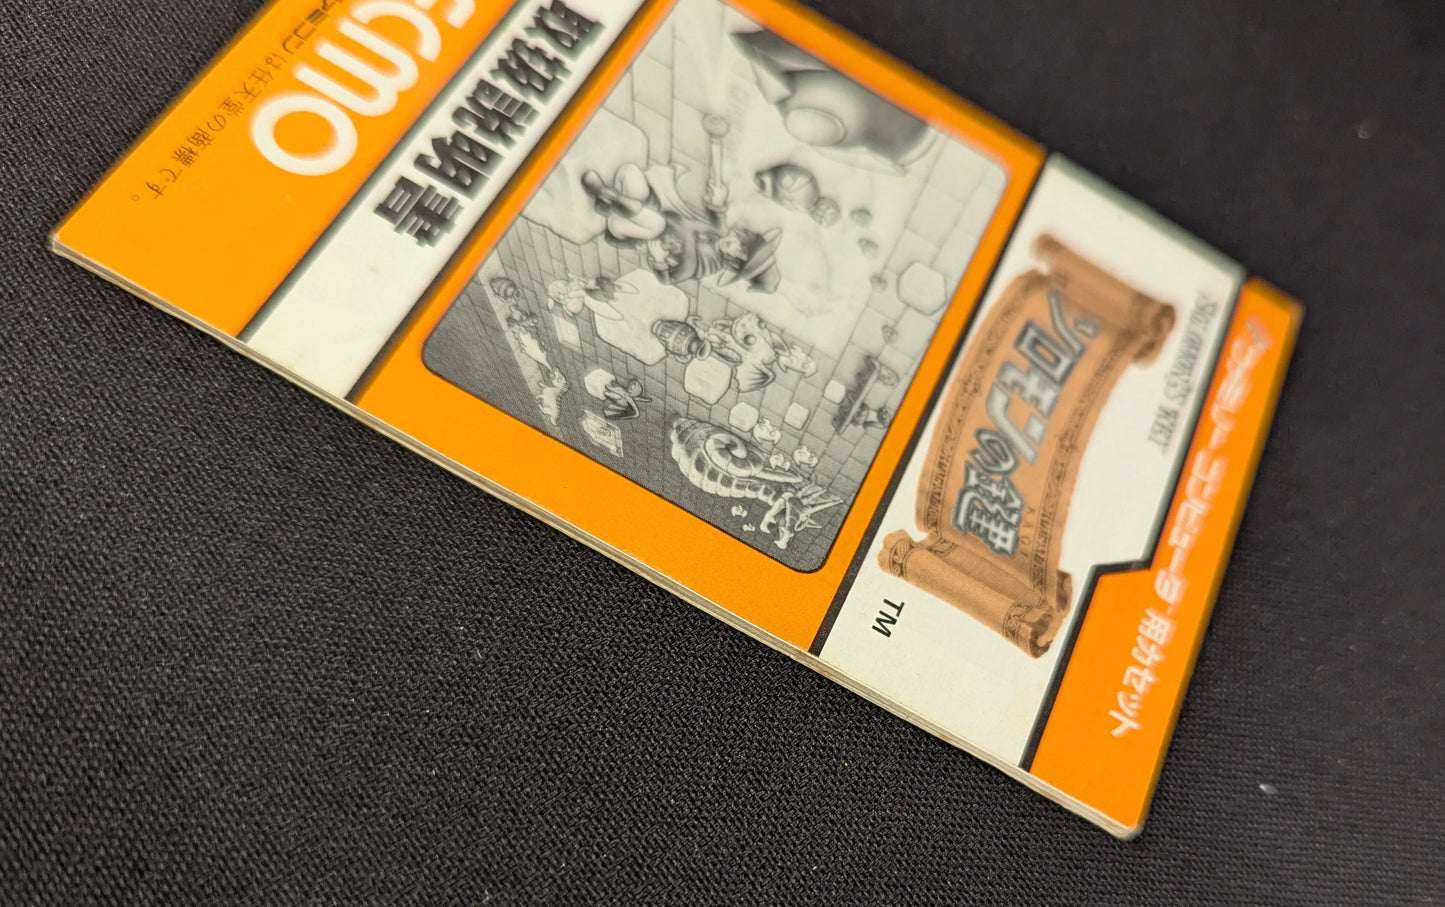 ファミリーコンピュータ用カセット
SOLOMON'S KEY
ソロモンの鍵
TM
取扱説明書
ECMO
ファミコンは任天堂の商標です。